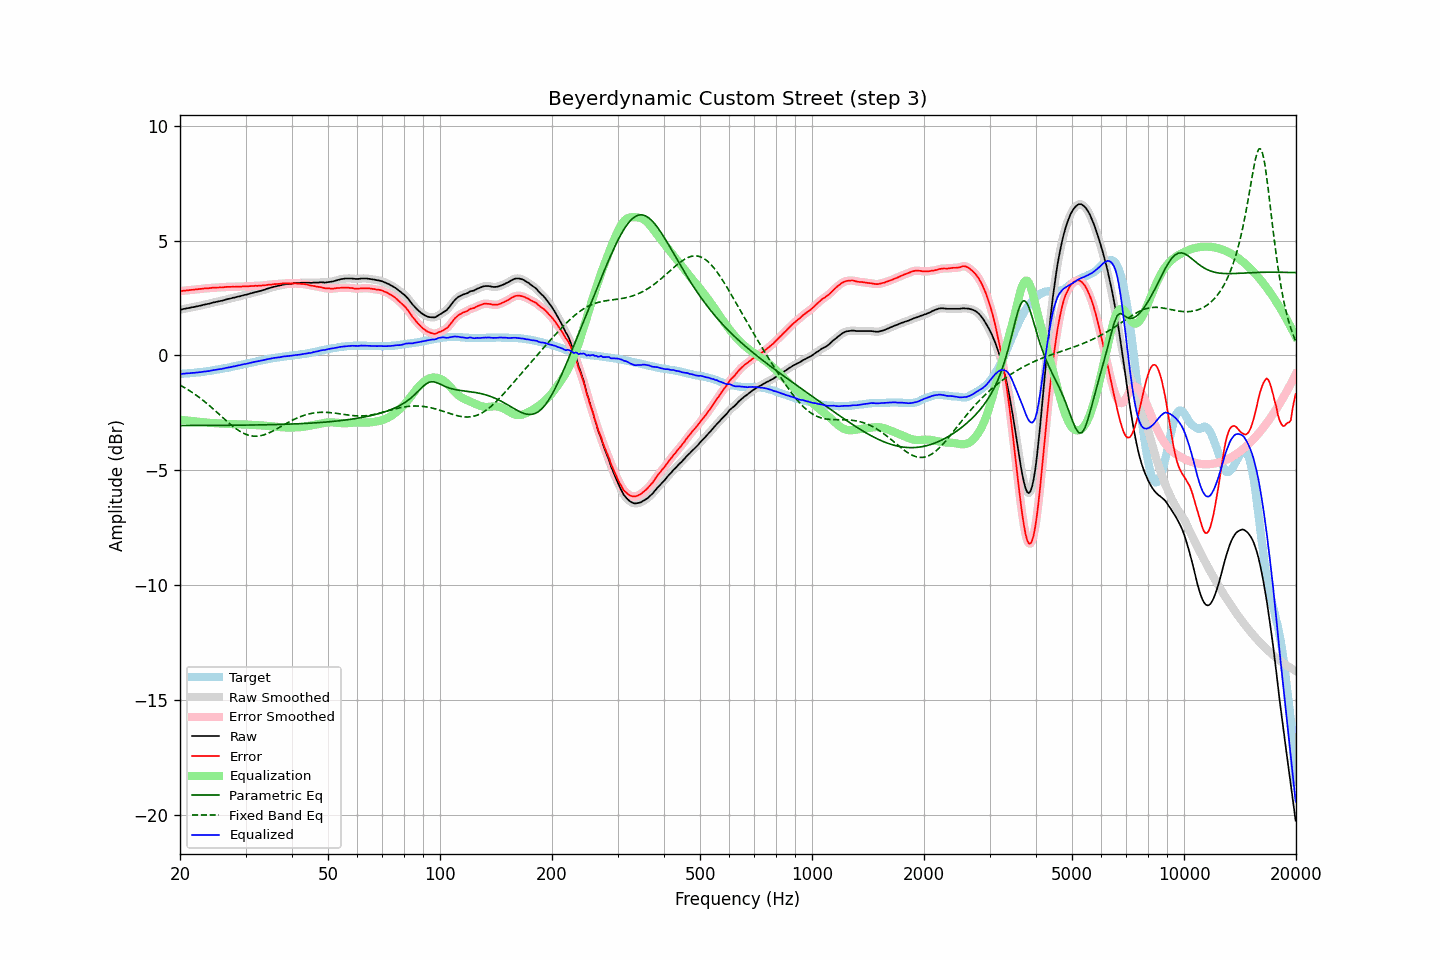 Beyerdynamic Custom Street (step 3)
10
5
0
−5
−10
−15
−20
Amplitude (dBr)
Target
Raw Smoothed
Error Smoothed
Raw
Error
Equalization
Parametric Eq
Fixed Band Eq
Equalized
20 50 100 200 500 1000 2000 5000 10000 20000
Frequency (Hz)